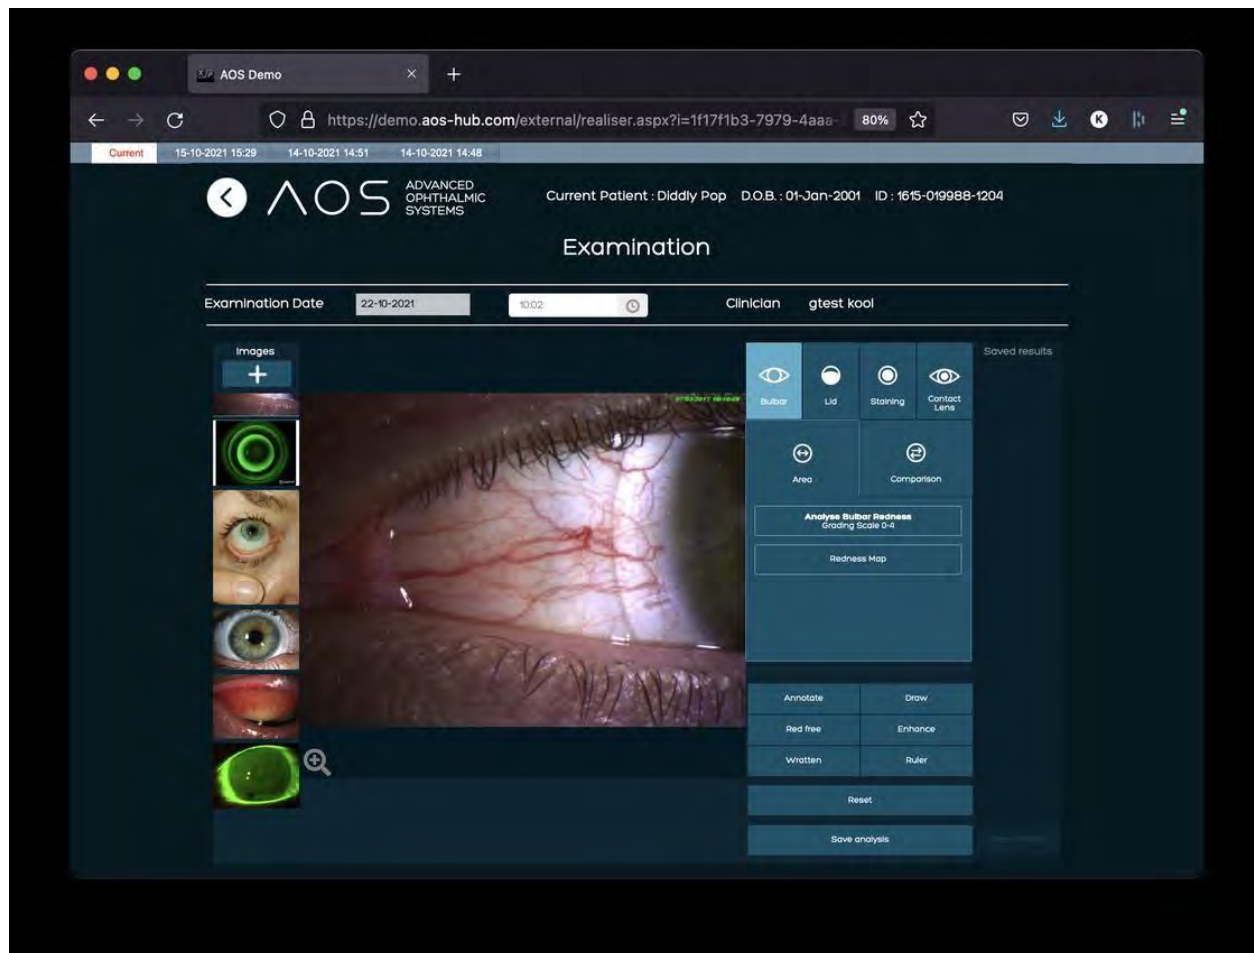 AOS Demo
https://demo.aos-hub.com/external/realiser.aspx?i=1f17f1b3-7979-4aaa- 80%
K
Current 15-10-2021 15:29 14-10-2021 14:51 14-10-2021 14:48
AOS ADVANCED
OPHTHALMIC
SYSTEMS
Current Patient : Diddly Pop D.O.B. : 01-Jan-2001 ID : 1615-019988-1204
Examination
Examination Date 22-10-2021 10:02 Clinician gtest kool
Images
Bulbar Lid Staining Contact
Lens
Saved results
Area Comparison
Analyse Bulbar Redness
Grading Scale 0-4
Redness Map
Annotate Draw
Red free Enhance
Wratten Ruler
Reset
Save analysis